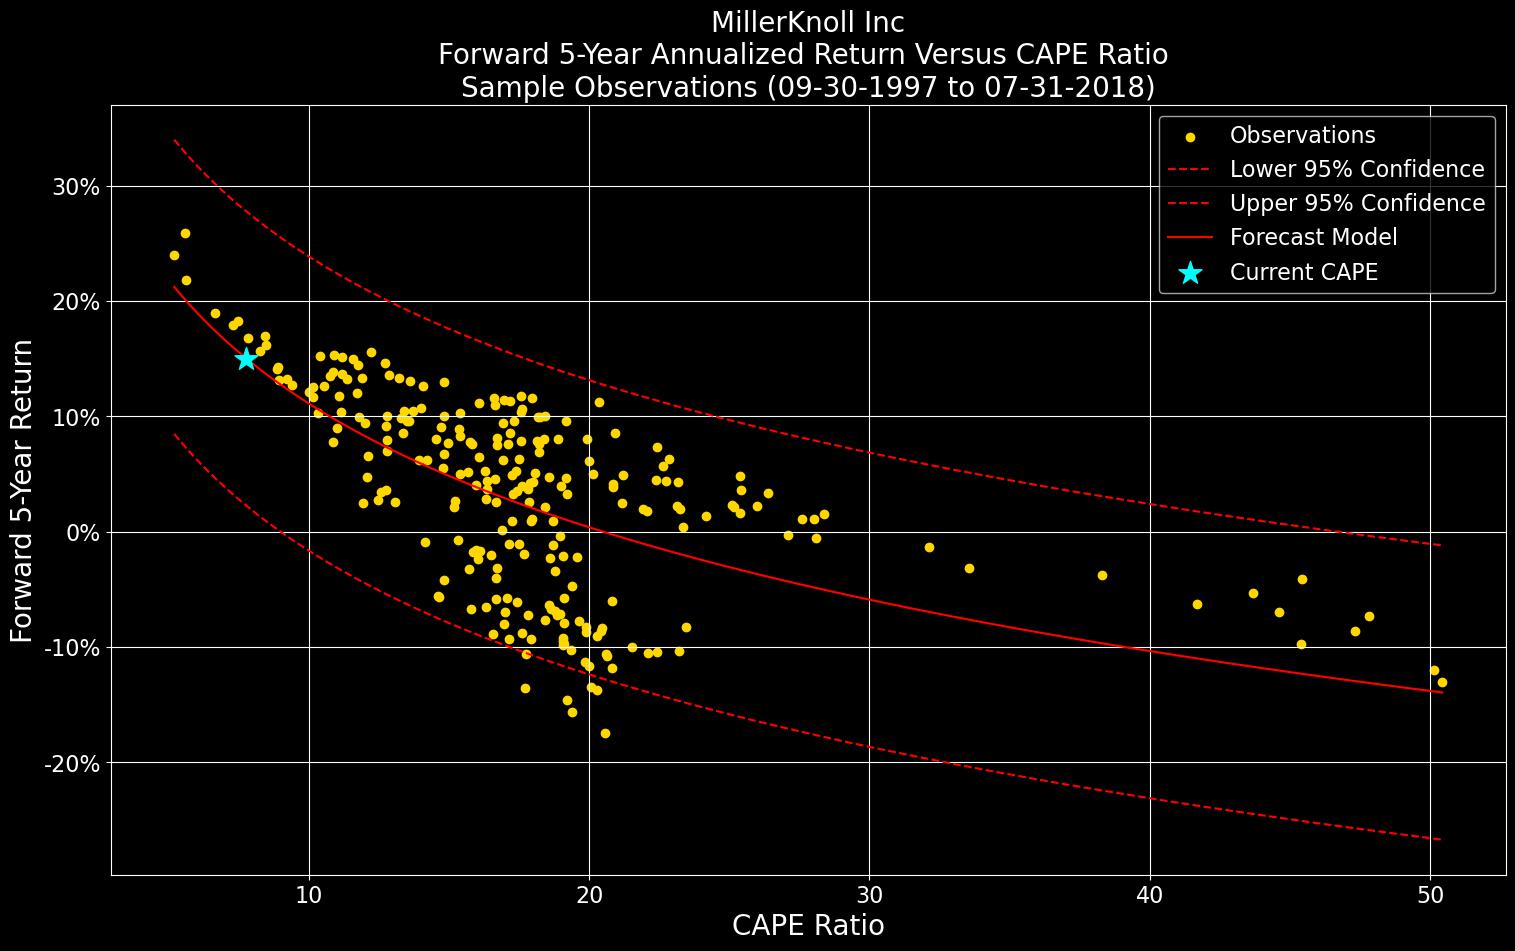 MillerKnoll Inc
Forward 5-Year Annualized Return Versus CAPE Ratio
Sample Observations (09-30-1997 to 07-31-2018)
Observations
Lower 95% Confidence
Upper 95% Confidence
Forecast Model
Current CAPE
Forward 5-Year Return
30%
20%
10%
0%
-10%
-20%
10
20
30
40
50
CAPE Ratio